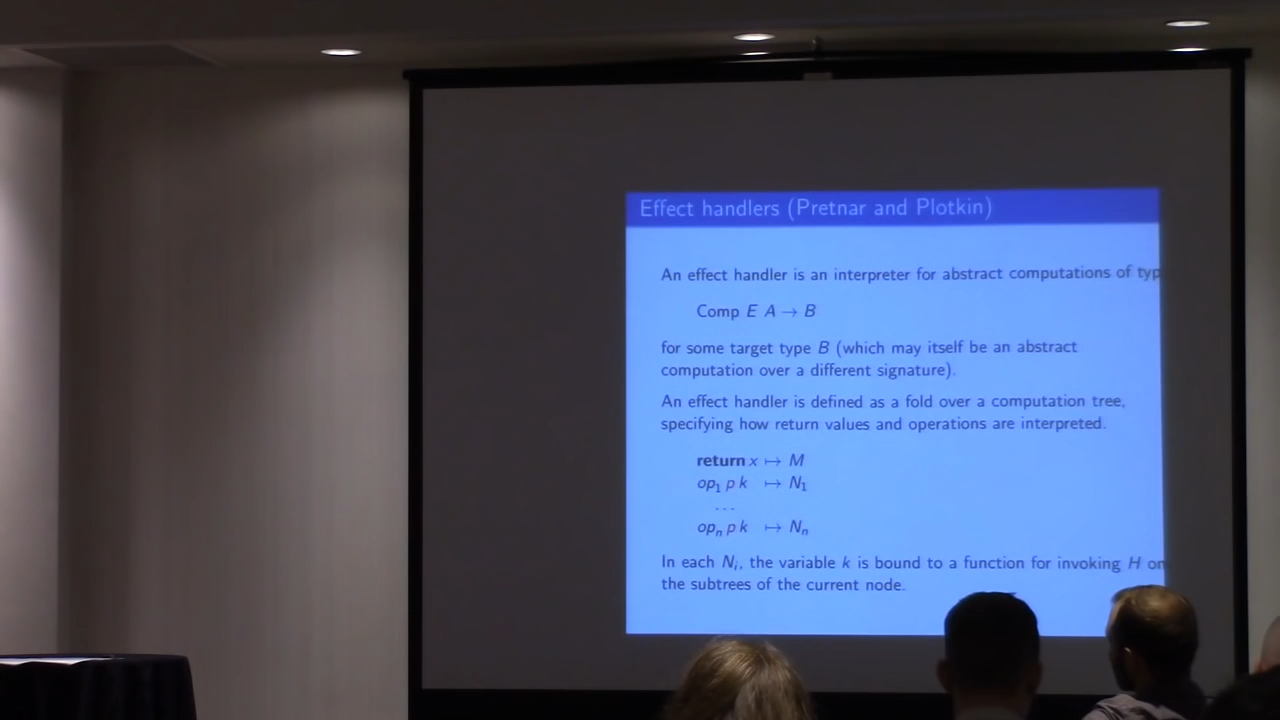 Effect handlers (Pretnar and Plotkin)
An effect handler is an interpreter for abstract computations of typ
Comp E A → B
for some target type B (which may itself be an abstract
computation over a different signature).
An effect handler is defined as a fold over a computation tree,
specifying how return values and operations are interpreted.
return x ↦ M
op₁ p k ↦ N₁
...
opₙ p k ↦ Nₙ
In each Nᵢ, the variable k is bound to a function for invoking H on
the subtrees of the current node.